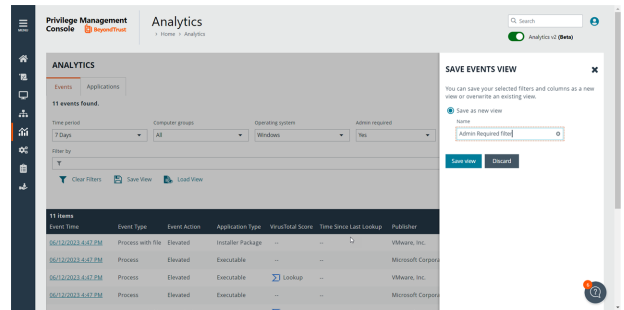 MENU
Privilege Management
Console BeyondTrust
Analytics
Home > Analytics
Search
Analytics v2 (Beta)
ANALYTICS
Events Applications
11 events found.
Time period Computer groups Operating system Admin required
7 Days All Windows Yes
Filter by
Clear Filters Save View Load View
11 items
Event Time Event Type Event Action Application Type VirusTotal Score Time Since Last Lookup Publisher
06/12/2023 4:47 PM Process with file Elevated Installer Package -- -- VMware, Inc.
06/12/2023 4:47 PM Process Elevated Executable -- -- Microsoft Corpora
06/12/2023 4:47 PM Process Elevated Executable Lookup -- VMware, Inc.
06/12/2023 4:47 PM Process Elevated Executable -- -- Microsoft Corpora
SAVE EVENTS VIEW
You can save your selected filters and columns as a new
view or overwrite an existing view.
Save as new view
Name
Admin Required filter
Save view Discard